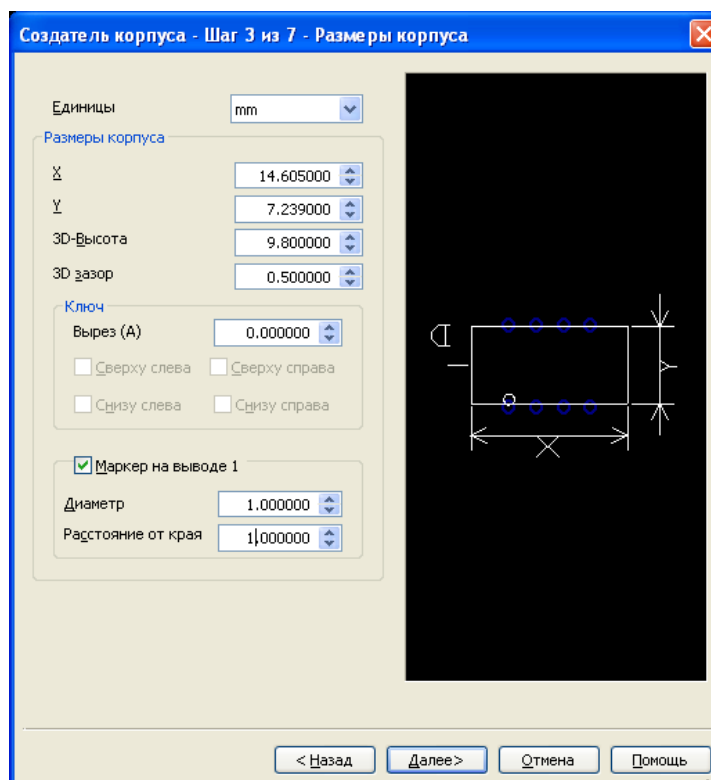 Создатель корпуса - Шаг 3 из 7 - Размеры корпуса
Единицы mm
Размеры корпуса
X 14.605000
Y 7.239000
3D-Высота 9.800000
3D зазор 0.500000
Ключ
Вырез (A) 0.000000
Сверху слева Сверху справа
Снизу слева Снизу справа
Маркер на выводе 1
Диаметр 1.000000
Расстояние от края 1.000000
A
Y
X
< Назад Далее> Отмена Помощь